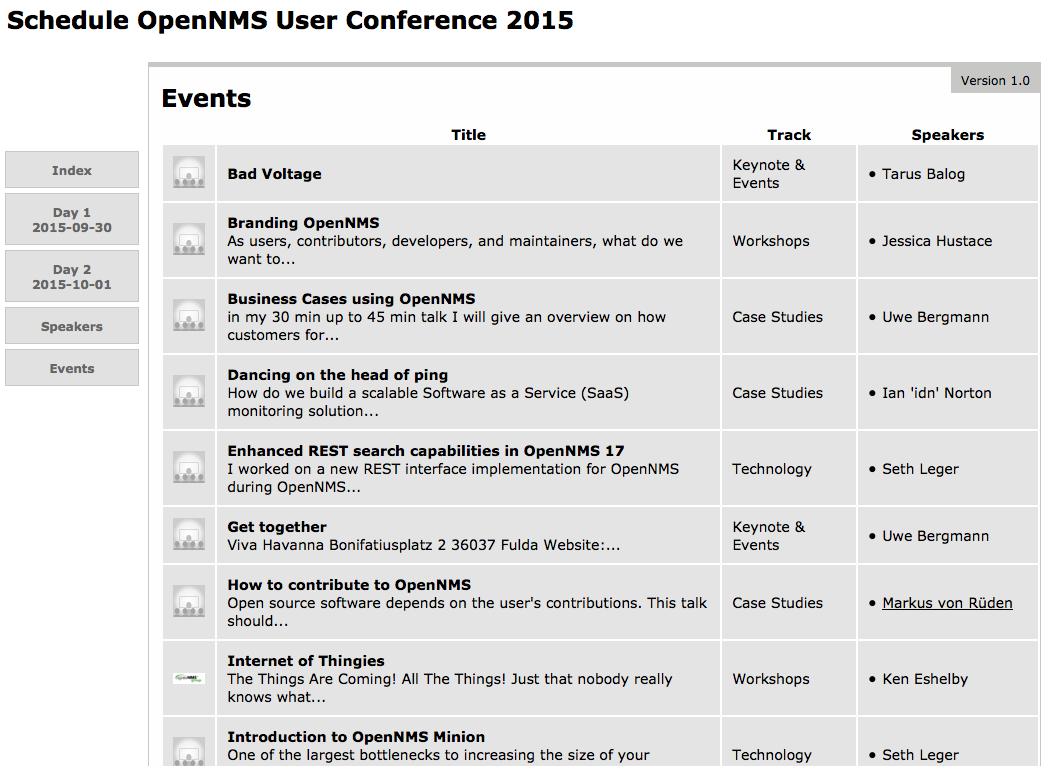 Schedule OpenNMS User Conference 2015
Version 1.0
Events
Index
Day 1
2015-09-30
Day 2
2015-10-01
Speakers
Events
Title Track Speakers
Bad Voltage
Keynote &
Events
• Tarus Balog
Branding OpenNMS
As users, contributors, developers, and maintainers, what do we
want to...
Workshops
• Jessica Hustace
Business Cases using OpenNMS
in my 30 min up to 45 min talk I will give an overview on how
customers for...
Case Studies
• Uwe Bergmann
Dancing on the head of ping
How do we build a scalable Software as a Service (SaaS)
monitoring solution...
Case Studies
• Ian 'idn' Norton
Enhanced REST search capabilities in OpenNMS 17
I worked on a new REST interface implementation for OpenNMS
during OpenNMS...
Technology
• Seth Leger
Get together
Viva Havanna Bonifatiusplatz 2 36037 Fulda Website:...
Keynote &
Events
• Uwe Bergmann
How to contribute to OpenNMS
Open source software depends on the user's contributions. This talk
should...
Case Studies
• Markus von Rüden
Internet of Thingies
The Things Are Coming! All The Things! Just that nobody really
knows what...
Workshops
• Ken Eshelby
Introduction to OpenNMS Minion
One of the largest bottlenecks to increasing the size of your
Technology
• Seth Leger